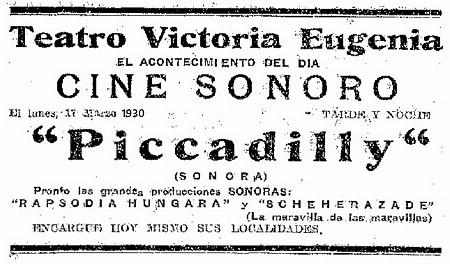 Teatro Victoria Eugenia
EL ACONTECIMIENTO DEL DIA
CINE SONORO
El lunes, 17 Marzo 1930 - TARDE Y NOCHE
“Piccadilly“
(SONORA)
Pronto las grandes producciones SONORAS:
"RAPSODIA HUNGARA" y "SCHEHERAZADE"
(La maravilla de las maravillas)
ENCARGUE HOY MISMO SUS LOCALIDADES.